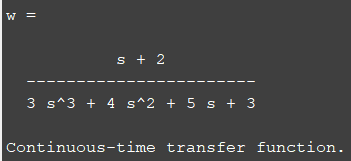 w =
s + 2
-----------------------
3 s^3 + 4 s^2 + 5 s + 3
Continuous-time transfer function.